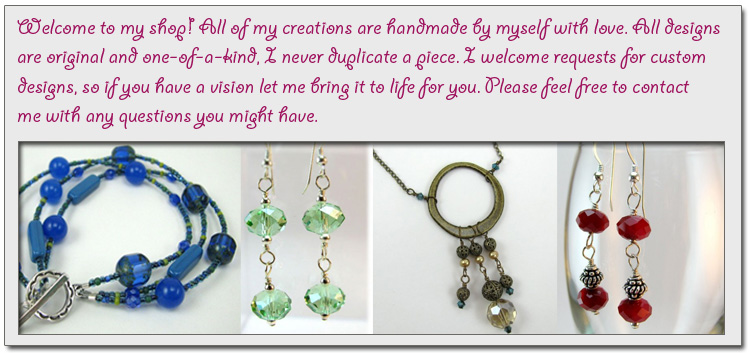 Welcome to my shop! All of my creations are handmade by myself with love. All designs
are original and one-of-a-kind, I never duplicate a piece. I welcome requests for custom
designs, so if you have a vision let me bring it to life for you. Please feel free to contact
me with any questions you might have.